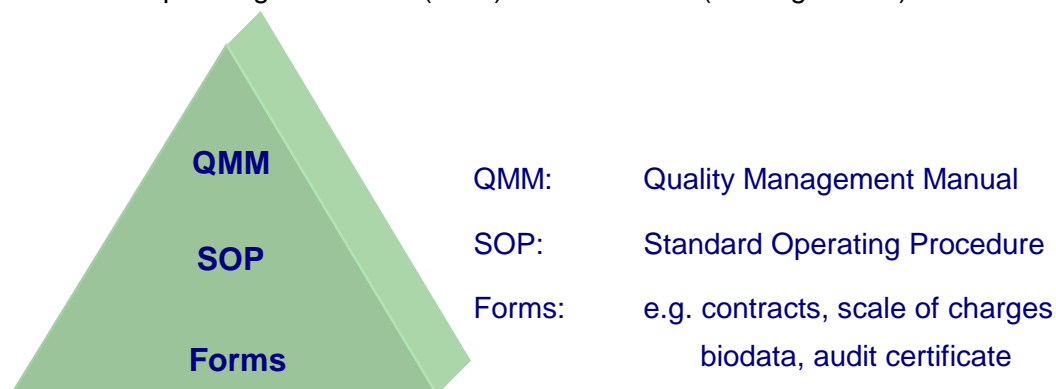 QMM
SOP
Forms
QMM: Quality Management Manual
SOP: Standard Operating Procedure
Forms: e.g. contracts, scale of charges
biodata, audit certificate